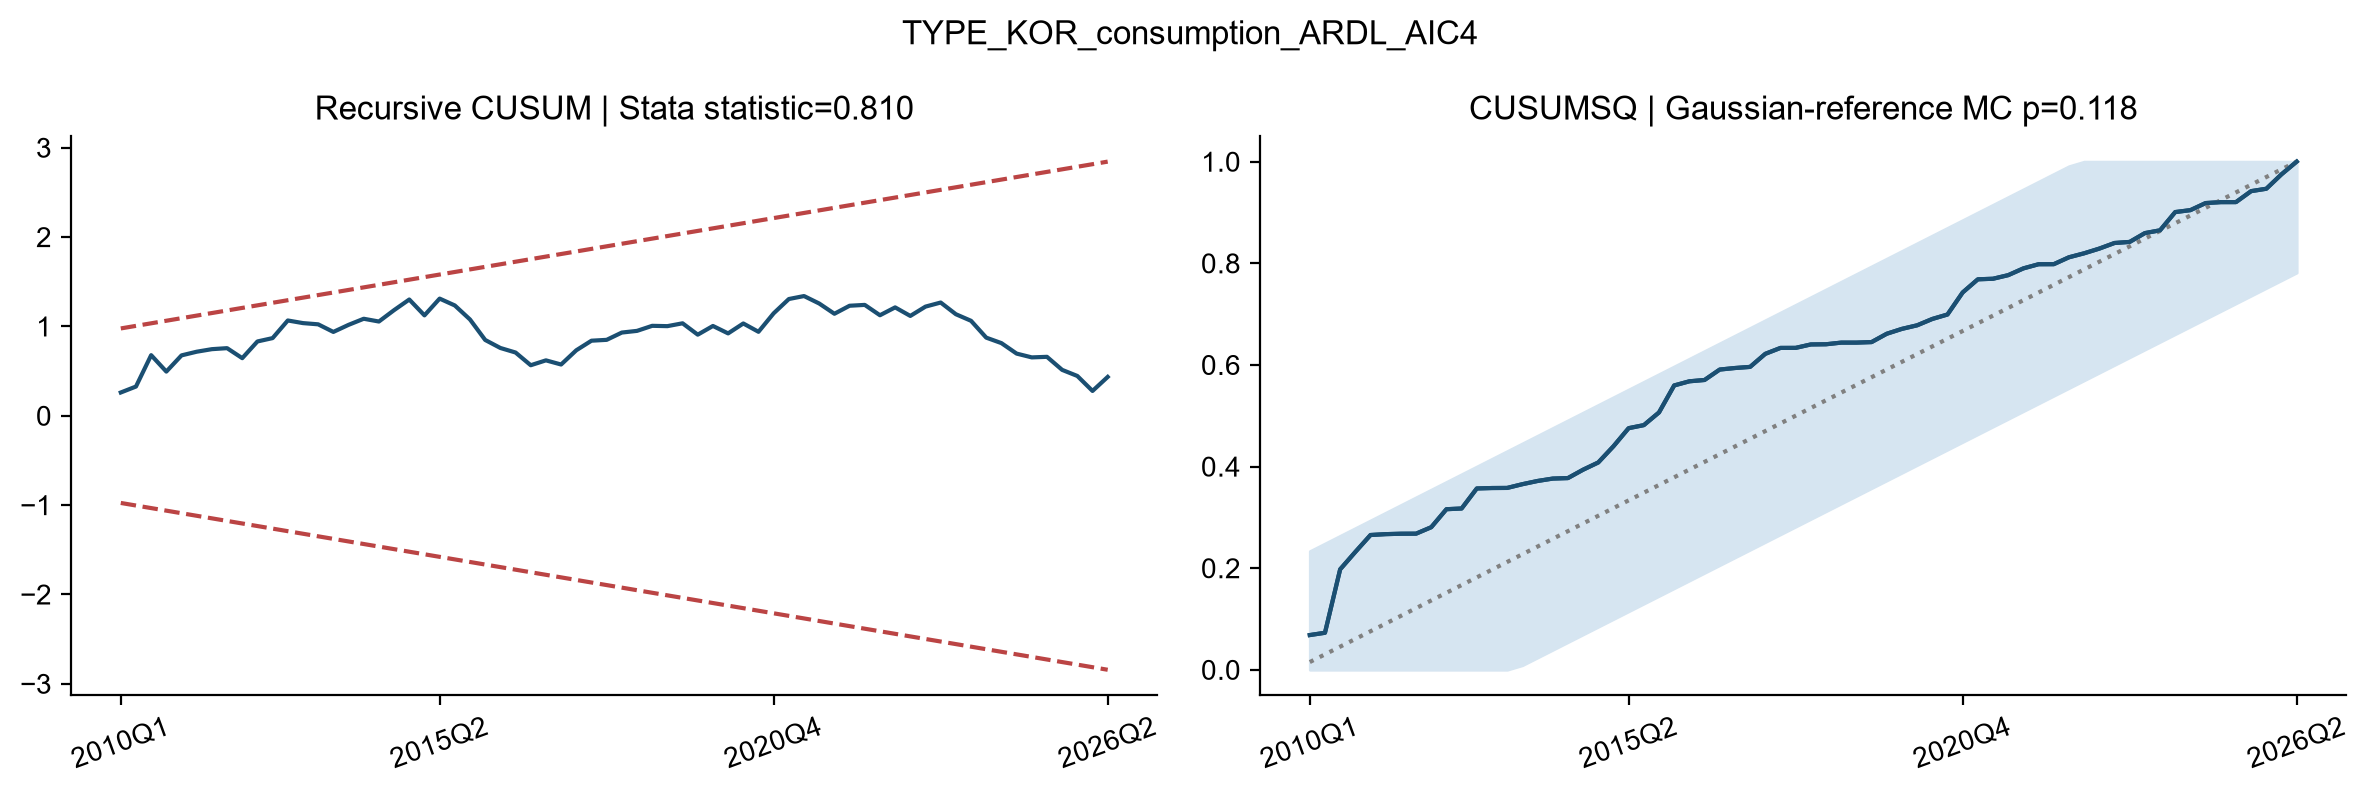 TYPE_KOR_consumption_ARDL_AIC4
Recursive CUSUM | Stata statistic=0.810
3
2
1
0
−1
−2
−3
2010Q1
2015Q2
2020Q4
2026Q2
CUSUMSQ | Gaussian-reference MC p=0.118
1.0
0.8
0.6
0.4
0.2
0.0
2010Q1
2015Q2
2020Q4
2026Q2